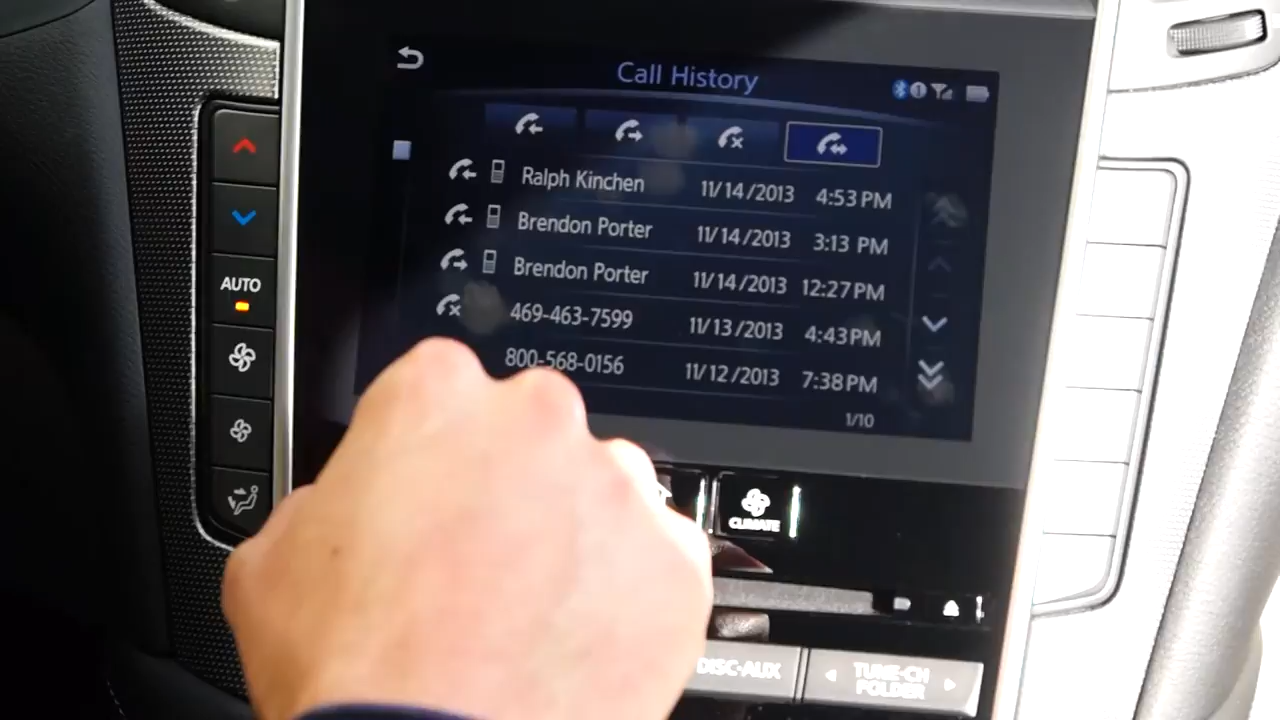 Call History
Ralph Kinchen 11/14/2013 4:53 PM
Brendon Porter 11/14/2013 3:13 PM
Brendon Porter 11/14/2013 12:27 PM
469-463-7599 11/13/2013 4:43 PM
800-568-0156 11/12/2013 7:38 PM
1/10
AUTO
CLIMATE
DISC·AUX
TUNE·CH
FOLDER